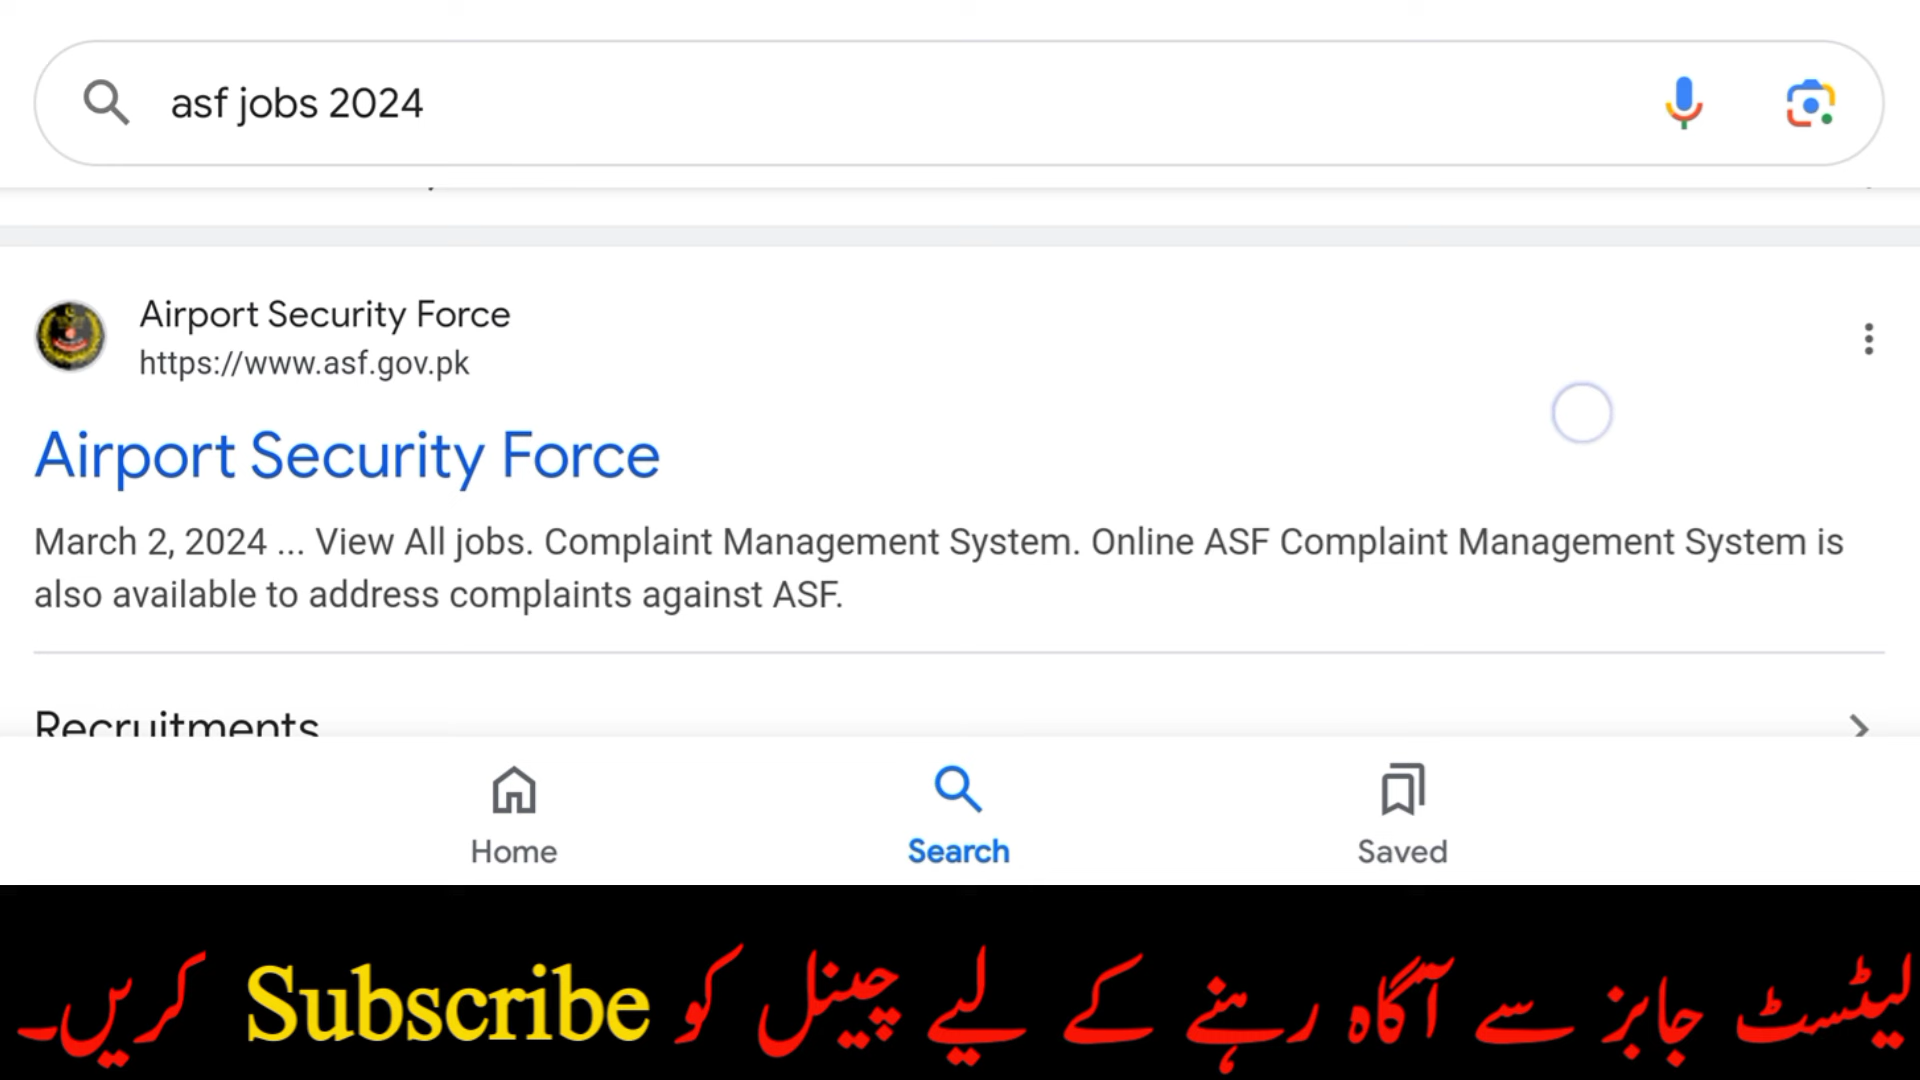 asf jobs 2024
Airport Security Force
https://www.asf.gov.pk
Airport Security Force
March 2, 2024 ... View All jobs. Complaint Management System. Online ASF Complaint Management System is
also available to address complaints against ASF.
Recruitments
Home
Search
Saved
لیٹسٹ جابز سے آگاہ رہنے کے لیے چینل کو Subscribe کریں۔